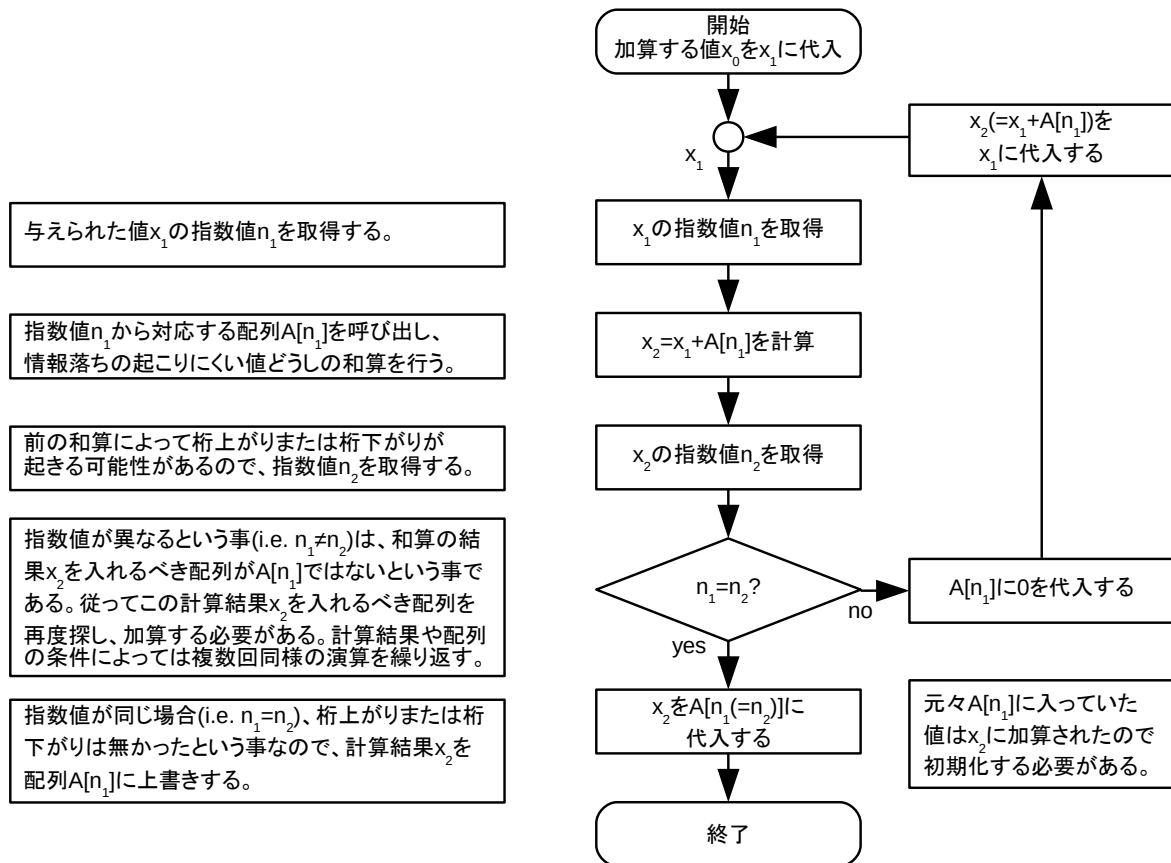 開始
加算する値x₀をx₁に代入
x₂(=x₁+A[n₁])を
x₁に代入する
x₁
与えられた値x₁の指数値n₁を取得する。
x₁の指数値n₁を取得
指数値n₁から対応する配列A[n₁]を呼び出し、
情報落ちの起こりにくい値どうしの和算を行う。
x₂=x₁+A[n₁]を計算
前の和算によって桁上がりまたは桁下がりが
起きる可能性があるので、指数値n₂を取得する。
x₂の指数値n₂を取得
指数値が異なるという事(i.e. n₁≠n₂)は、和算の結
果x₂を入れるべき配列がA[n₁]ではないという事で
ある。従ってこの計算結果x₂を入れるべき配列を
再度探し、加算する必要がある。計算結果や配列
の条件によっては複数回同様の演算を繰り返す。
n₁=n₂?
no
A[n₁]に0を代入する
yes
指数値が同じ場合(i.e. n₁=n₂)、桁上がりまたは桁
下がりは無かったという事なので、計算結果x₂を
配列A[n₁]に上書きする。
x₂をA[n₁(=n₂)]に
代入する
元々A[n₁]に入っていた
値はx₂に加算されたので
初期化する必要がある。
終了